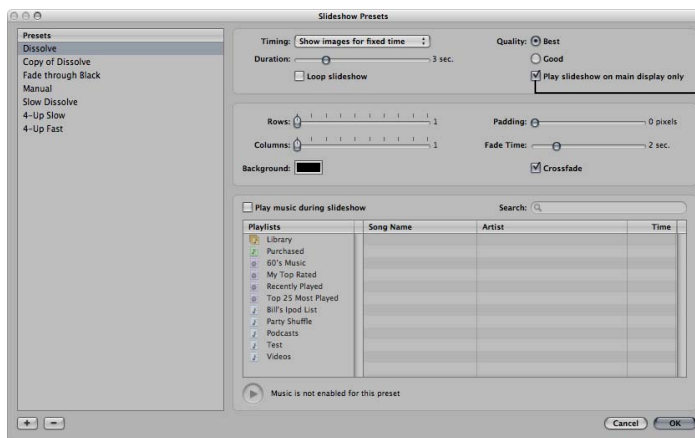 Slideshow Presets
Presets
Dissolve
Copy of Dissolve
Fade through Black
Manual
Slow Dissolve
4-Up Slow
4-Up Fast
Timing: Show images for fixed time
Duration: 3 sec.
Loop slideshow
Quality: Best
Good
Play slideshow on main display only
Rows: 1
Columns: 1
Background:
Padding: 0 pixels
Fade Time: 2 sec.
Crossfade
Play music during slideshow
Search:
Playlists Song Name Artist Time
Library
Purchased
60's Music
My Top Rated
Recently Played
Top 25 Most Played
Bill's Ipod List
Party Shuffle
Podcasts
Test
Videos
Music is not enabled for this preset
+ −
Cancel OK